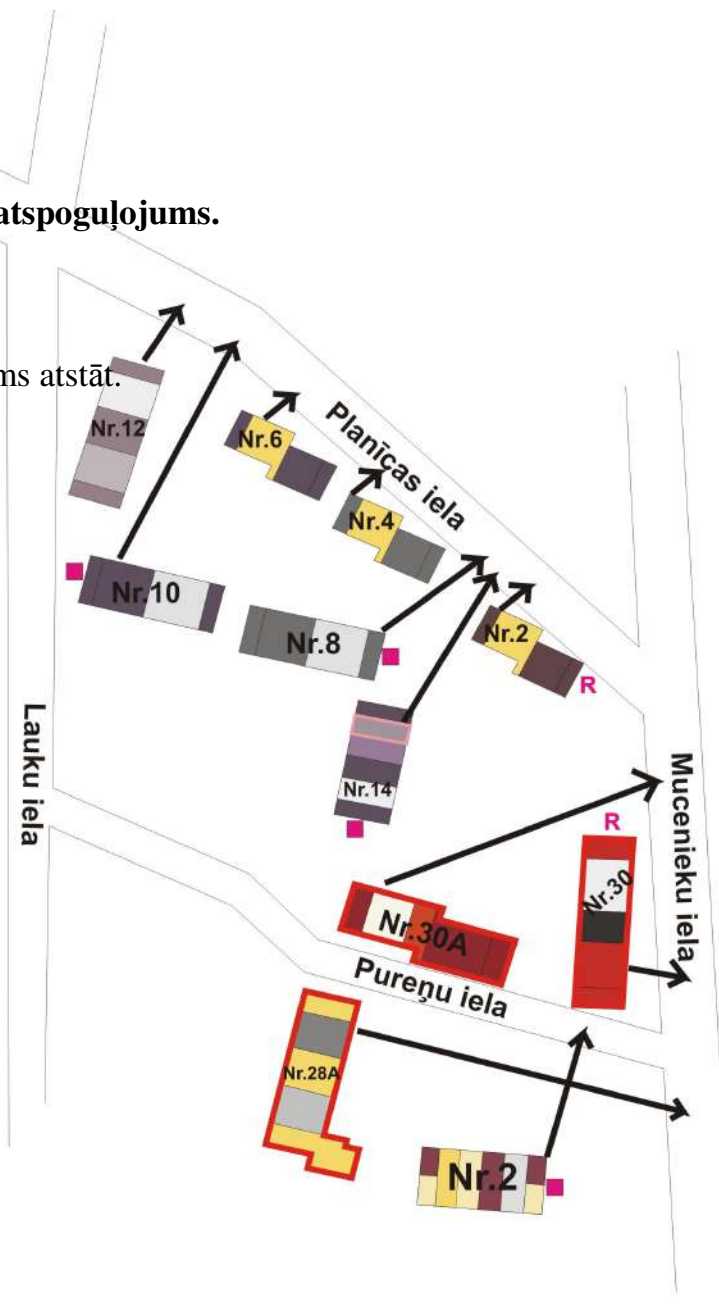 atspoguļojums.
ms atstāt.
Nr.12
Nr.6
Planīcas iela
Nr.4
Nr.10
Nr.8
Nr.2
R
Lauku iela
Nr.14
Mucenieku iela
R
Nr.30
Nr.30A
Pureņu iela
Nr.28A
Nr.2